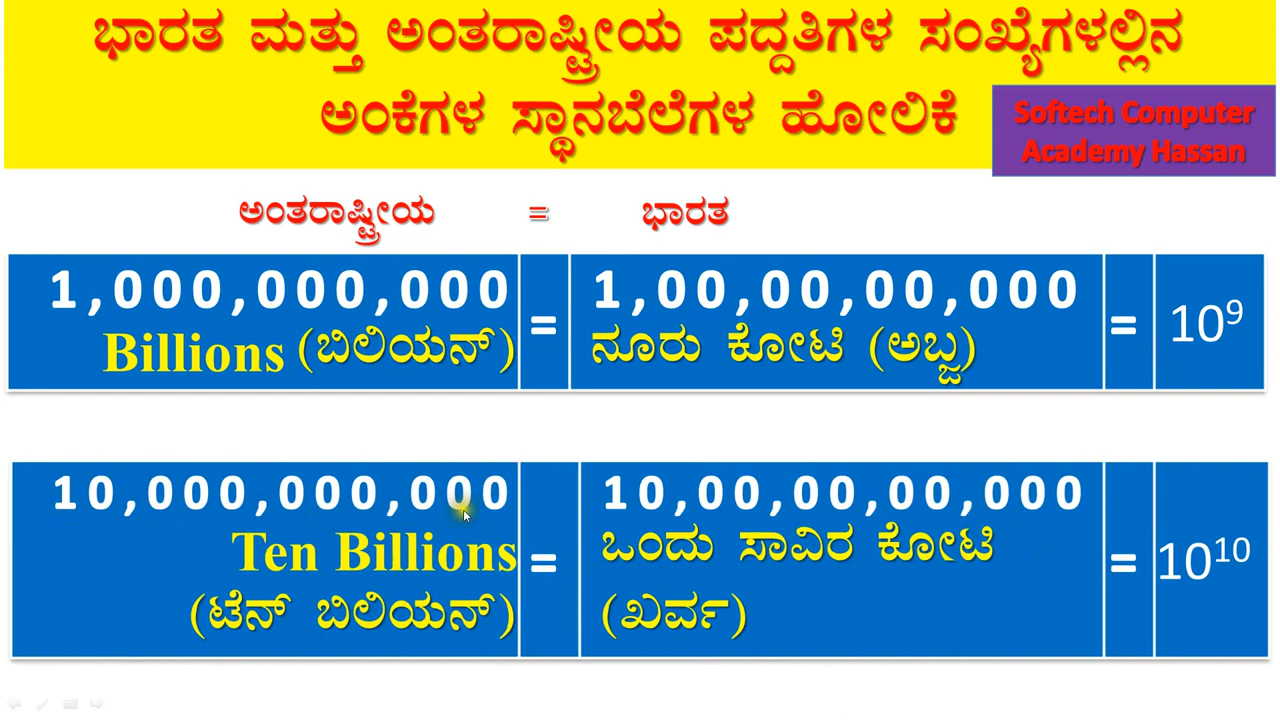 ಭಾರತ ಮತ್ತು ಅಂತರಾಷ್ಟ್ರೀಯ ಪದ್ದತಿಗಳ ಸಂಖ್ಯೆಗಳಲ್ಲಿನ
ಅಂಕೆಗಳ ಸ್ಥಾನಬೆಲೆಗಳ ಹೋಲಿಕೆ
Softech Computer
Academy Hassan
ಅಂತರಾಷ್ಟ್ರೀಯ = ಭಾರತ
1,000,000,000 = 1,00,00,00,000 = 10⁹
Billions (ಬಿಲಿಯನ್) ನೂರು ಕೋಟಿ (ಅಬ್ಜ)
10,000,000,000 10,00,00,00,000
Ten Billions = ಒಂದು ಸಾವಿರ ಕೋಟಿ = 10¹⁰
(ಟೆನ್ ಬಿಲಿಯನ್) (ಖರ್ವ)